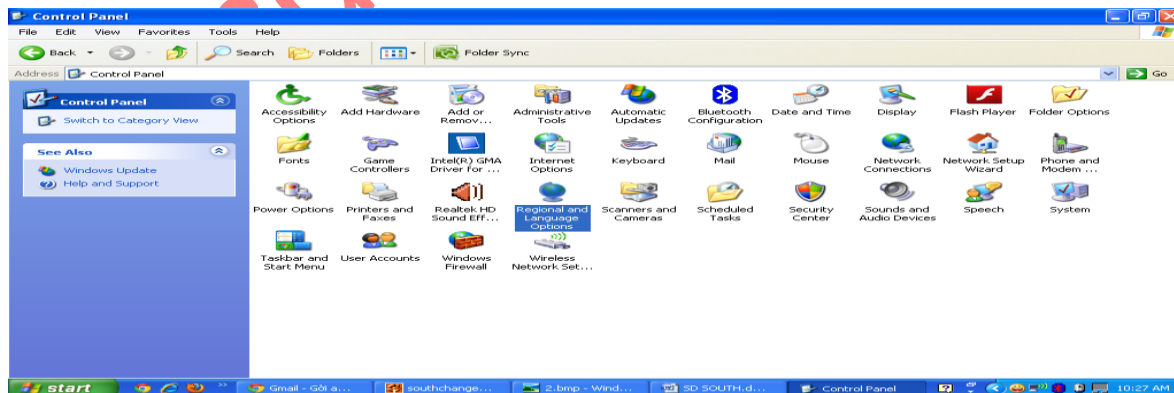 Control Panel
File Edit View Favorites Tools Help
Back Search Folders Folder Sync
Address Control Panel Go
Control Panel
Switch to Category View
See Also
Windows Update
Help and Support
Accessibility Options
Add Hardware
Add or Remov...
Administrative Tools
Automatic Updates
Bluetooth Configuration
Date and Time
Display
Flash Player
Folder Options
Fonts
Game Controllers
Intel(R) GMA Driver for ...
Internet Options
Keyboard
Mail
Mouse
Network Connections
Network Setup Wizard
Phone and Modem ...
Power Options
Printers and Faxes
Realtek HD Sound Eff...
Regional and Language Options
Scanners and Cameras
Scheduled Tasks
Security Center
Sounds and Audio Devices
Speech
System
Taskbar and Start Menu
User Accounts
Windows Firewall
Wireless Network Set...
start Gmail - Gởi a... southchange... 2.bmp - Wind... SD SOUTH.d... Control Panel 10:27 AM